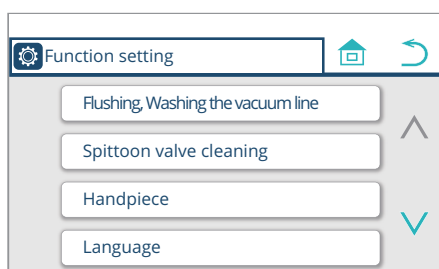 Function setting
Flushing, Washing the vacuum line
Spittoon valve cleaning
Handpiece
Language